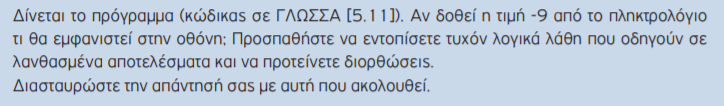 Δίνεται το πρόγραμμα (κώδικας σε ΓΛΩΣΣΑ [5.11]). Αν δοθεί η τιμή -9 από το πληκτρολόγιο
τι θα εμφανιστεί στην οθόνη; Προσπαθήστε να εντοπίσετε τυχόν λογικά λάθη που οδηγούν σε
λανθασμένα αποτελέσματα και να προτείνετε διορθώσεις.
Διασταυρώστε την απάντησή σας με αυτή που ακολουθεί.